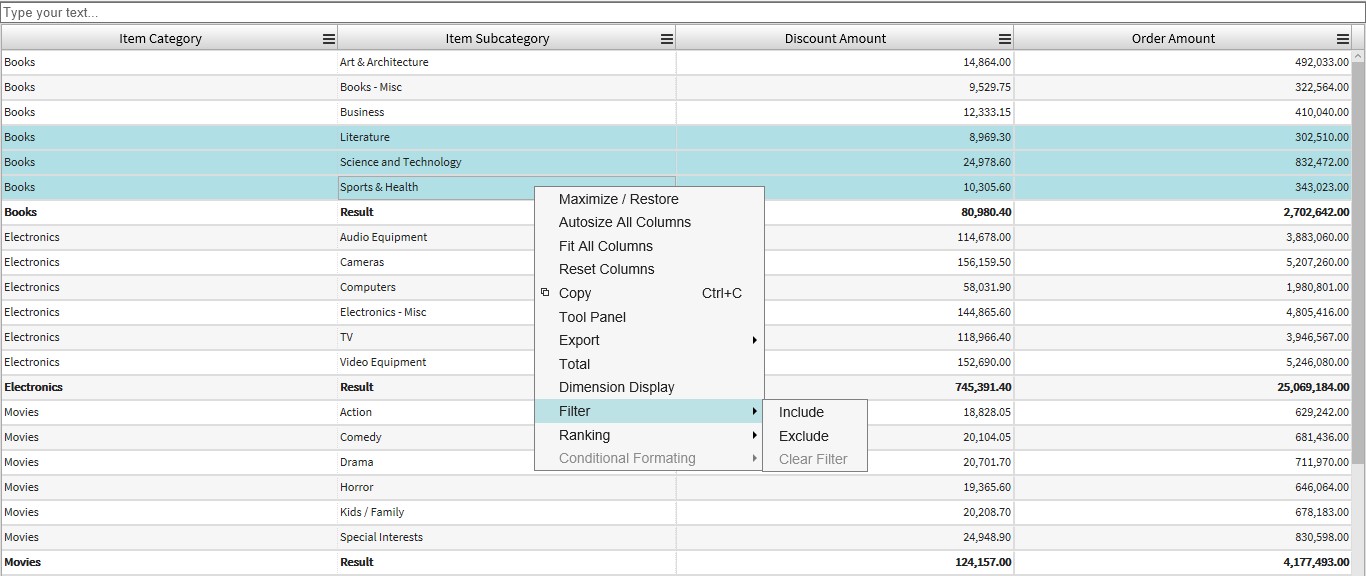 Type your text...
Item Category Item Subcategory Discount Amount Order Amount
Books Art & Architecture 14,864.00 492,033.00
Books Books - Misc 9,529.75 322,564.00
Books Business 12,333.15 410,040.00
Books Literature 8,969.30 302,510.00
Books Science and Technology 24,978.60 832,472.00
Books Sports & Health 10,305.60 343,023.00
Books Result 80,980.40 2,702,642.00
Electronics Audio Equipment 114,678.00 3,883,060.00
Electronics Cameras 156,159.50 5,207,260.00
Electronics Computers 58,031.90 1,980,801.00
Electronics Electronics - Misc 144,865.60 4,805,416.00
Electronics TV 118,966.40 3,946,567.00
Electronics Video Equipment 152,690.00 5,246,080.00
Electronics Result 745,391.40 25,069,184.00
Movies Action 18,828.05 629,242.00
Movies Comedy 20,104.05 681,436.00
Movies Drama 20,701.70 711,970.00
Movies Horror 19,365.60 646,064.00
Movies Kids / Family 20,208.70 678,183.00
Movies Special Interests 24,948.90 830,598.00
Movies Result 124,157.00 4,177,493.00
Maximize / Restore
Autosize All Columns
Fit All Columns
Reset Columns
Copy Ctrl+C
Tool Panel
Export
Total
Dimension Display
Filter
Ranking
Conditional Formating
Include
Exclude
Clear Filter